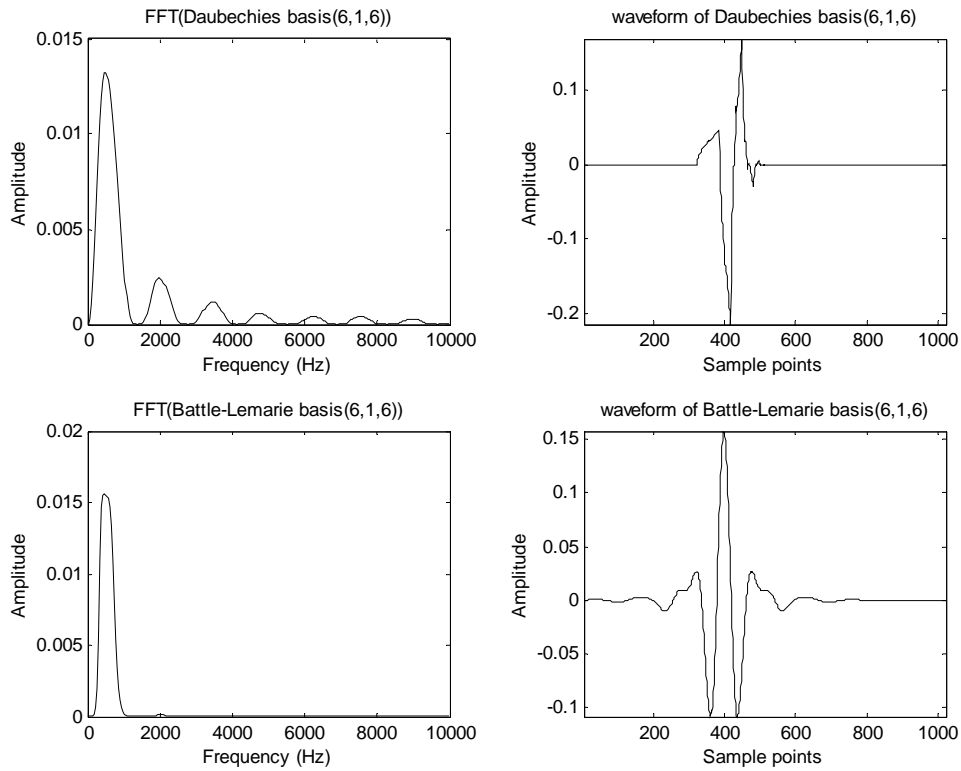 FFT(Daubechies basis(6,1,6))
0.015
0.01
0.005
0
Amplitude
0 2000 4000 6000 8000 10000
Frequency (Hz)
waveform of Daubechies basis(6,1,6)
0.1
0
-0.1
-0.2
Amplitude
200 400 600 800 1000
Sample points
FFT(Battle-Lemarie basis(6,1,6))
0.02
0.015
0.01
0.005
0
Amplitude
0 2000 4000 6000 8000 10000
Frequency (Hz)
waveform of Battle-Lemarie basis(6,1,6)
0.15
0.1
0.05
0
-0.05
-0.1
Amplitude
200 400 600 800 1000
Sample points